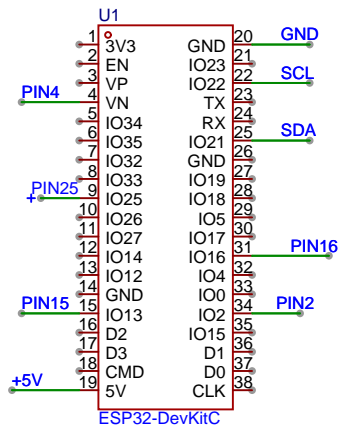 U1
1 3V3 GND 20 GND
2 EN IO23 21
3 VP IO22 22 SCL
PIN4 4 VN TX 23
5 IO34 RX 24
6 IO35 IO21 25 SDA
7 IO32 GND 26
8 IO33 IO19 27
+PIN25 9 IO25 IO18 28
10 IO26 IO5 29
11 IO27 IO17 30
12 IO14 IO16 31 PIN16
13 IO12 IO4 32
14 GND IO0 33
PIN15 15 IO13 IO2 34 PIN2
16 D2 IO15 35
17 D3 D1 36
18 CMD D0 37
+5V 19 5V CLK 38
ESP32-DevKitC